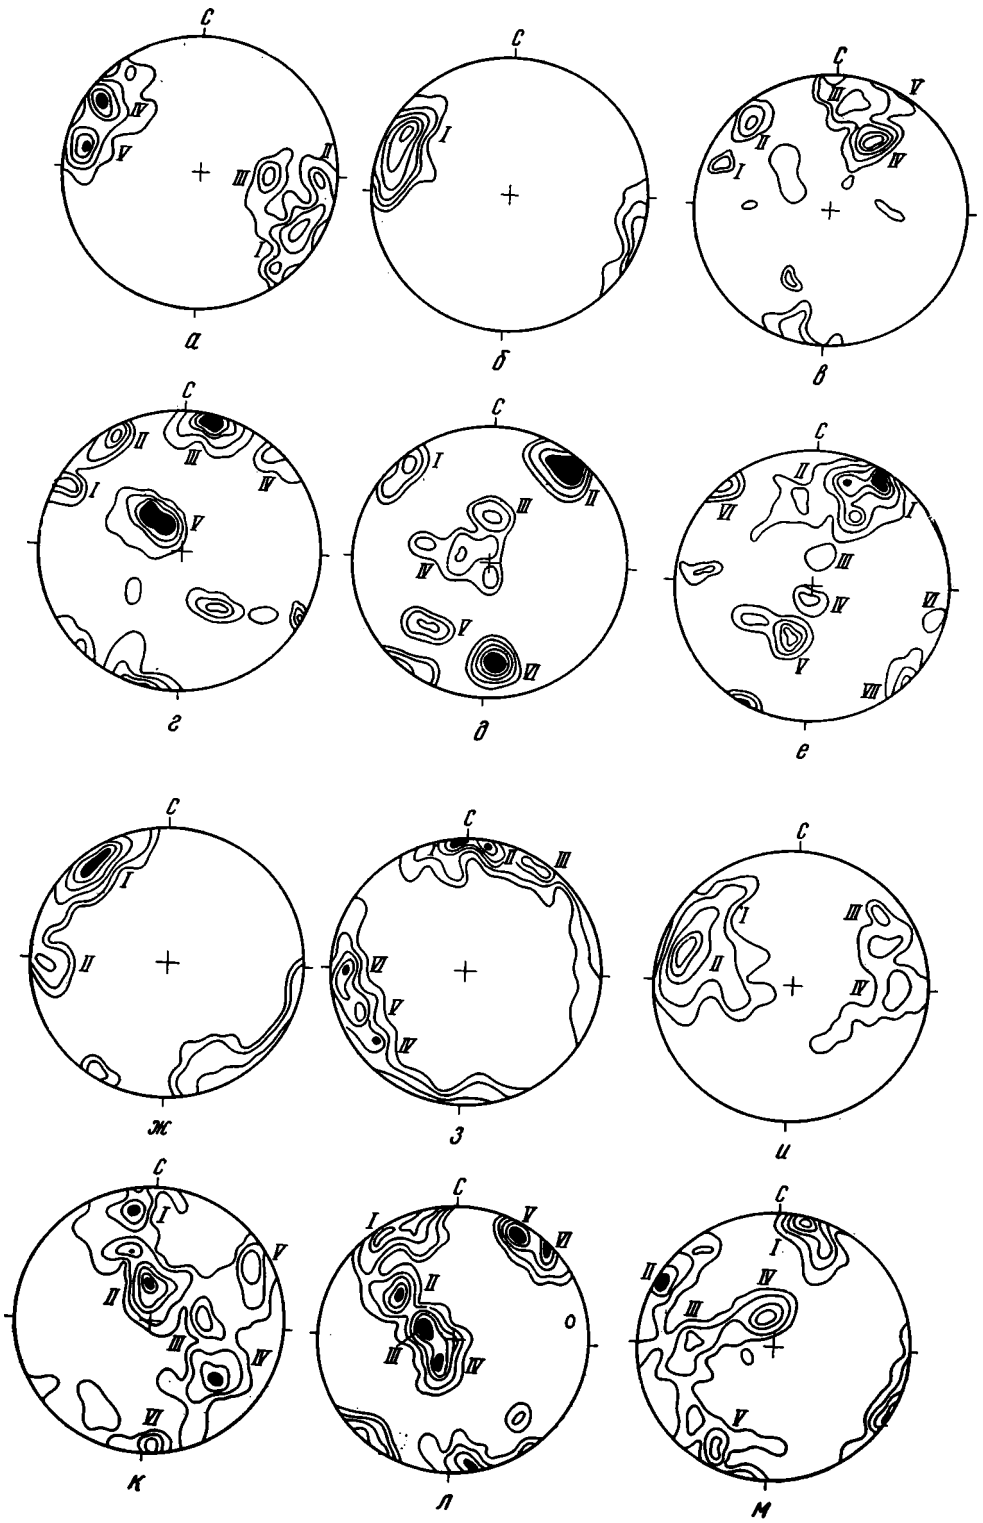 С С С
IV V III II I
I
III V II I IV
а б в
С С С
II III IV I V
I II III IV V VI
II I VI III IV VI V VII
г д е
С С С
I II
I II III VI V IV
I II III IV
ж з и
С С С
I V II III IV VI
I V VI II III IV
I II IV III V
к л м